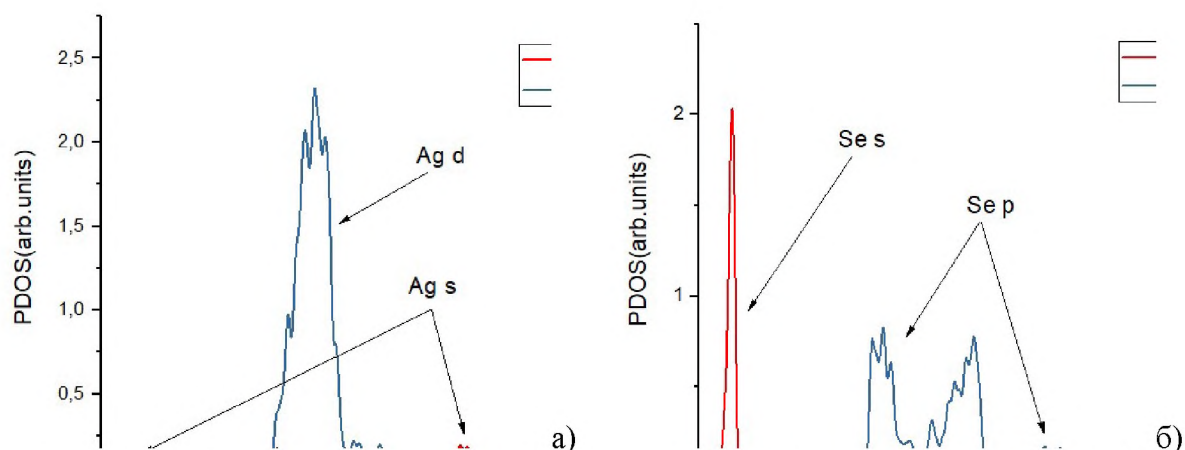 PDOS(arb.units)
2,5
2,0
1,5
1,0
0,5
Ag d
Ag s
а)
PDOS(arb.units)
2
1
Se s
Se p
б)